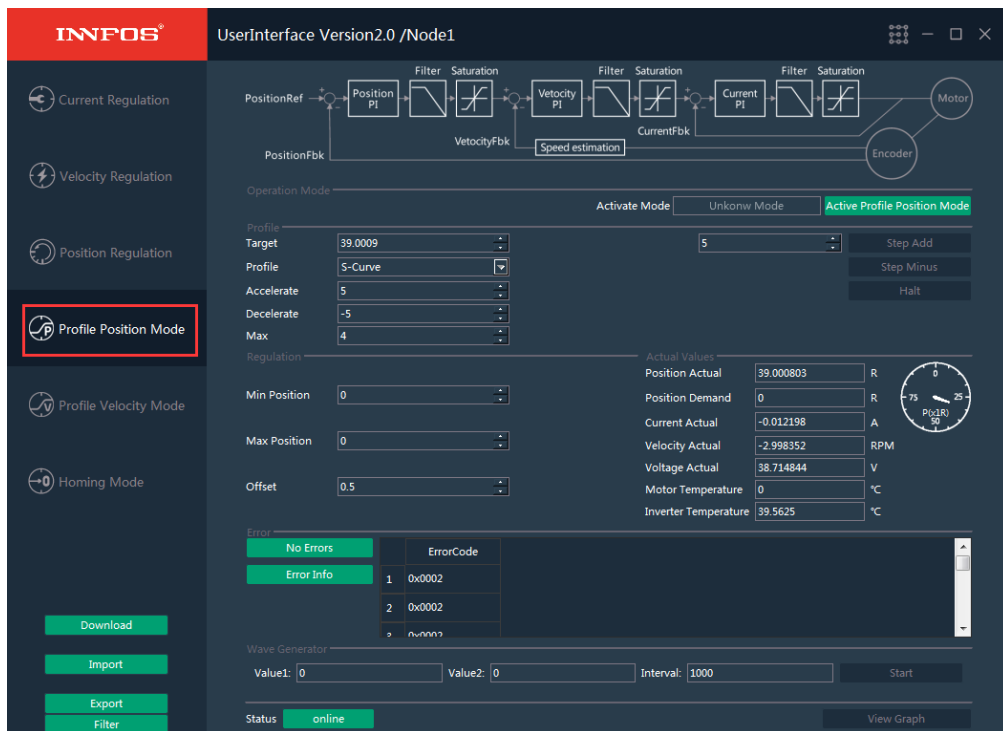 INNFOS®
UserInterface Version2.0 /Node1
Current Regulation
Velocity Regulation
Position Regulation
Profile Position Mode
Profile Velocity Mode
Homing Mode
Download
Import
Export
Filter
Filter Saturation Filter Saturation Filter Saturation
PositionRef Position PI Vetocity PI Current PI Motor
CurrentFbk
VetocityFbk Speed estimation
PositionFbk Encoder
Operation Mode
Activate Mode Unkonw Mode Active Profile Position Mode
Profile
Target 39.0009 5 Step Add
Profile S-Curve Step Minus
Accelerate 5 Halt
Decelerate -5
Max 4
Regulation
Min Position 0
Max Position 0
Offset 0.5
Actual Values
Position Actual 39.000803 R
Position Demand 0 R
Current Actual -0.012198 A
Velocity Actual -2.998352 RPM
Voltage Actual 38.714844 V
Motor Temperature 0 °C
Inverter Temperature 39.5625 °C
0
75 25
P(x1R)
50
Error
No Errors ErrorCode
Error Info 1 0x0002
2 0x0002
3 0x0002
Wave Generator
Value1: 0 Value2: 0 Interval: 1000 Start
Status online View Graph